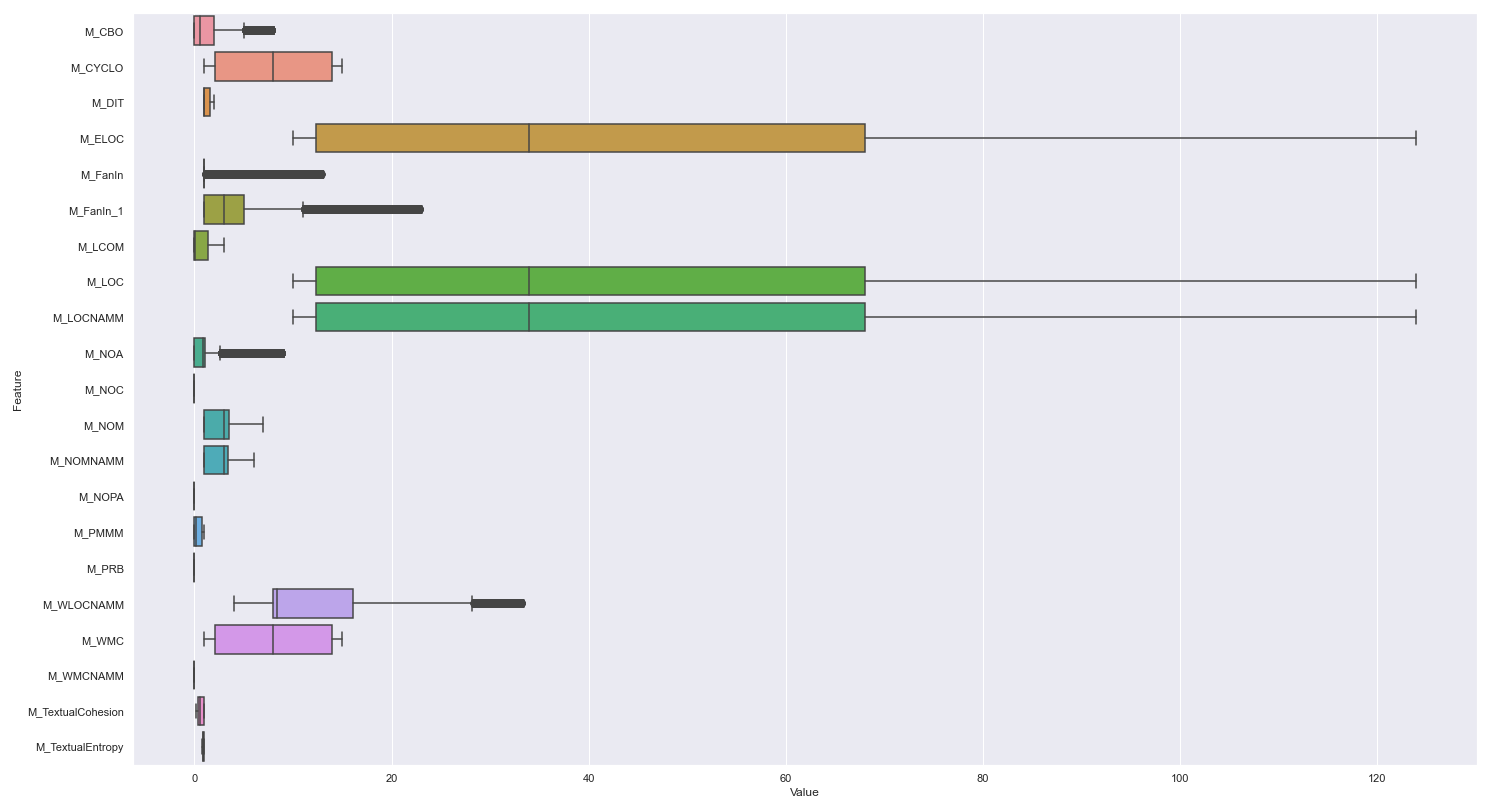 M_CBO
M_CYCLO
M_DIT
M_ELOC
M_FanIn
M_FanIn_1
M_LCOM
M_LOC
M_LOCNAMM
M_NOA
M_NOC
M_NOM
M_NOMNAMM
M_NOPA
M_PMMM
M_PRB
M_WLOCNAMM
M_WMC
M_WMCNAMM
M_TextualCohesion
M_TextualEntropy
Feature
0 20 40 60 80 100 120
Value